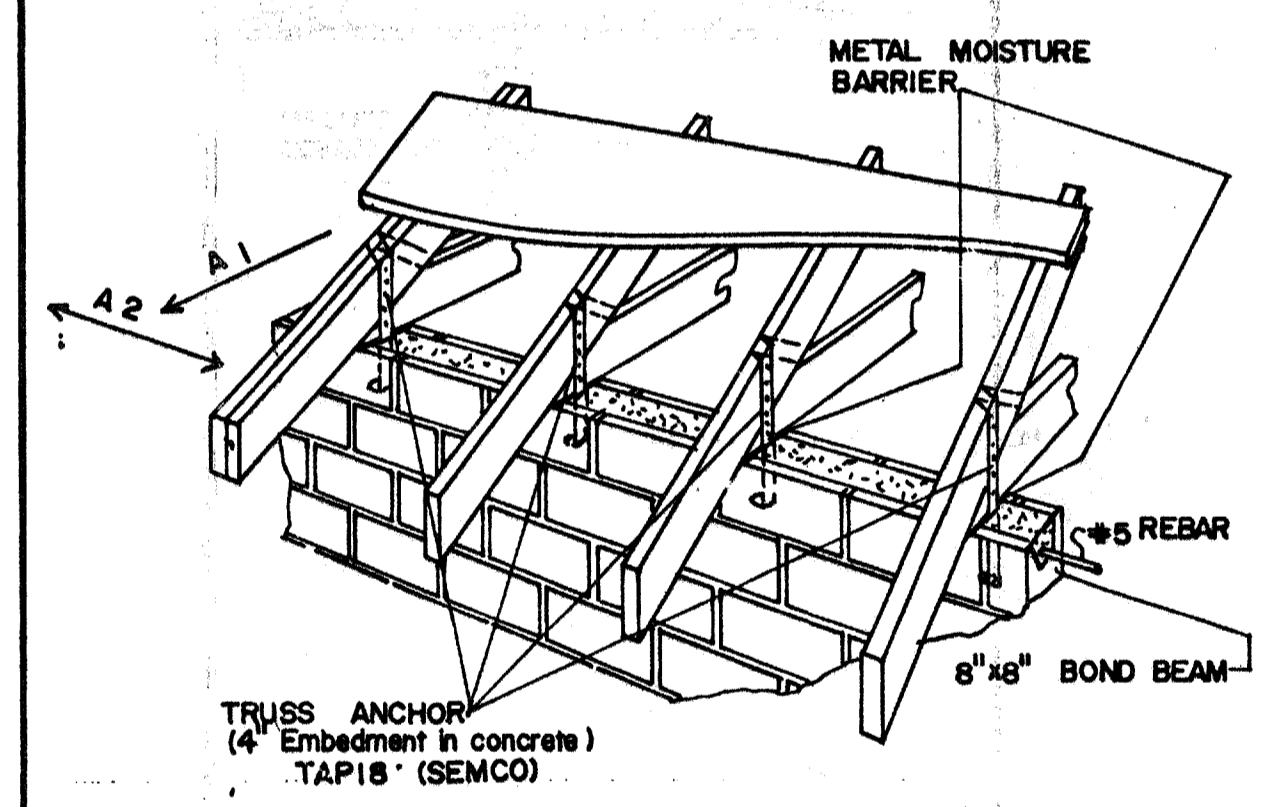 METAL MOISTURE
BARRIER
A 1
A 2
#5 REBAR
8"x8" BOND BEAM
TRUSS ANCHOR
(4" Embedment in concrete)
TAP18 (SEMCO)